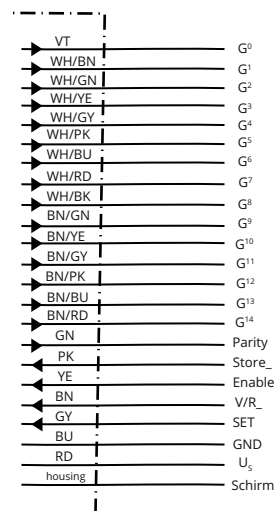 VT G⁰
WH/BN G¹
WH/GN G²
WH/YE G³
WH/GY G⁴
WH/PK G⁵
WH/BU G⁶
WH/RD G⁷
WH/BK G⁸
BN/GN G⁹
BN/YE G¹⁰
BN/GY G¹¹
BN/PK G¹²
BN/BU G¹³
BN/RD G¹⁴
GN Parity
PK Store_
YE Enable
BN V/R_
GY SET
BU GND
RD Uₛ
housing Schirm